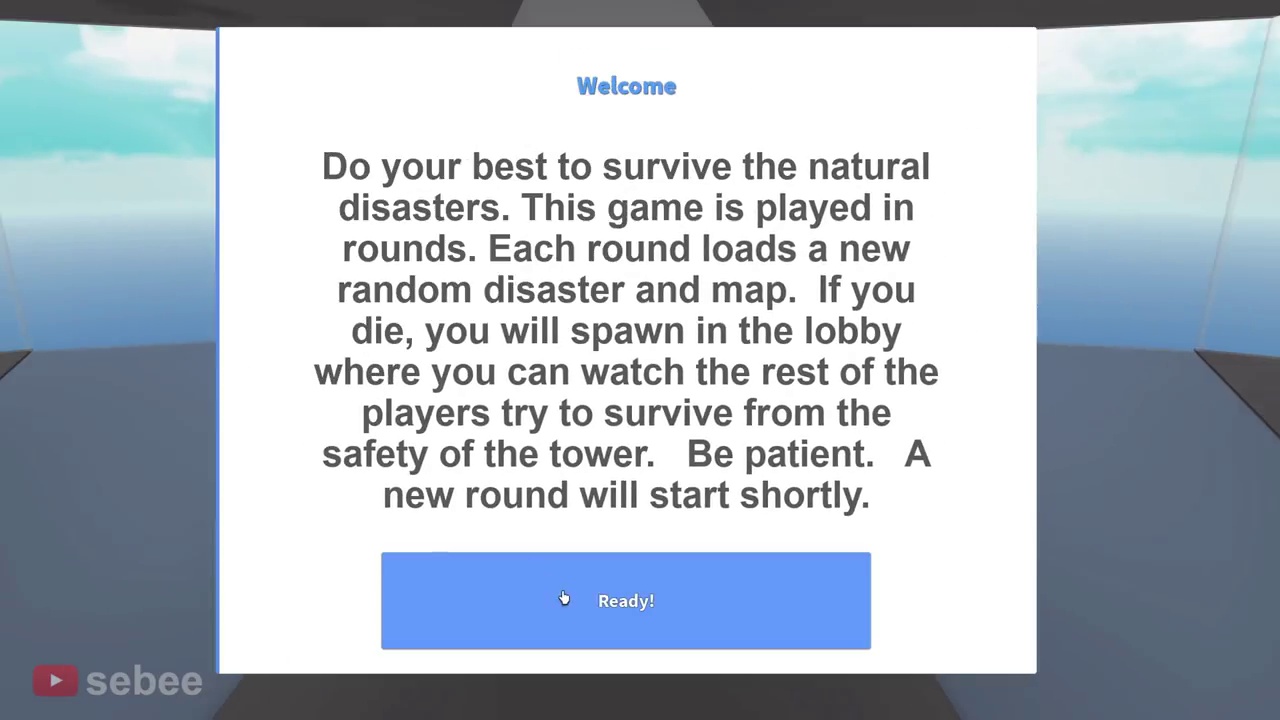 Welcome
Do your best to survive the natural
disasters. This game is played in
rounds. Each round loads a new
random disaster and map.  If you
die, you will spawn in the lobby
where you can watch the rest of the
players try to survive from the
safety of the tower.   Be patient.   A
new round will start shortly.
Ready!
sebee